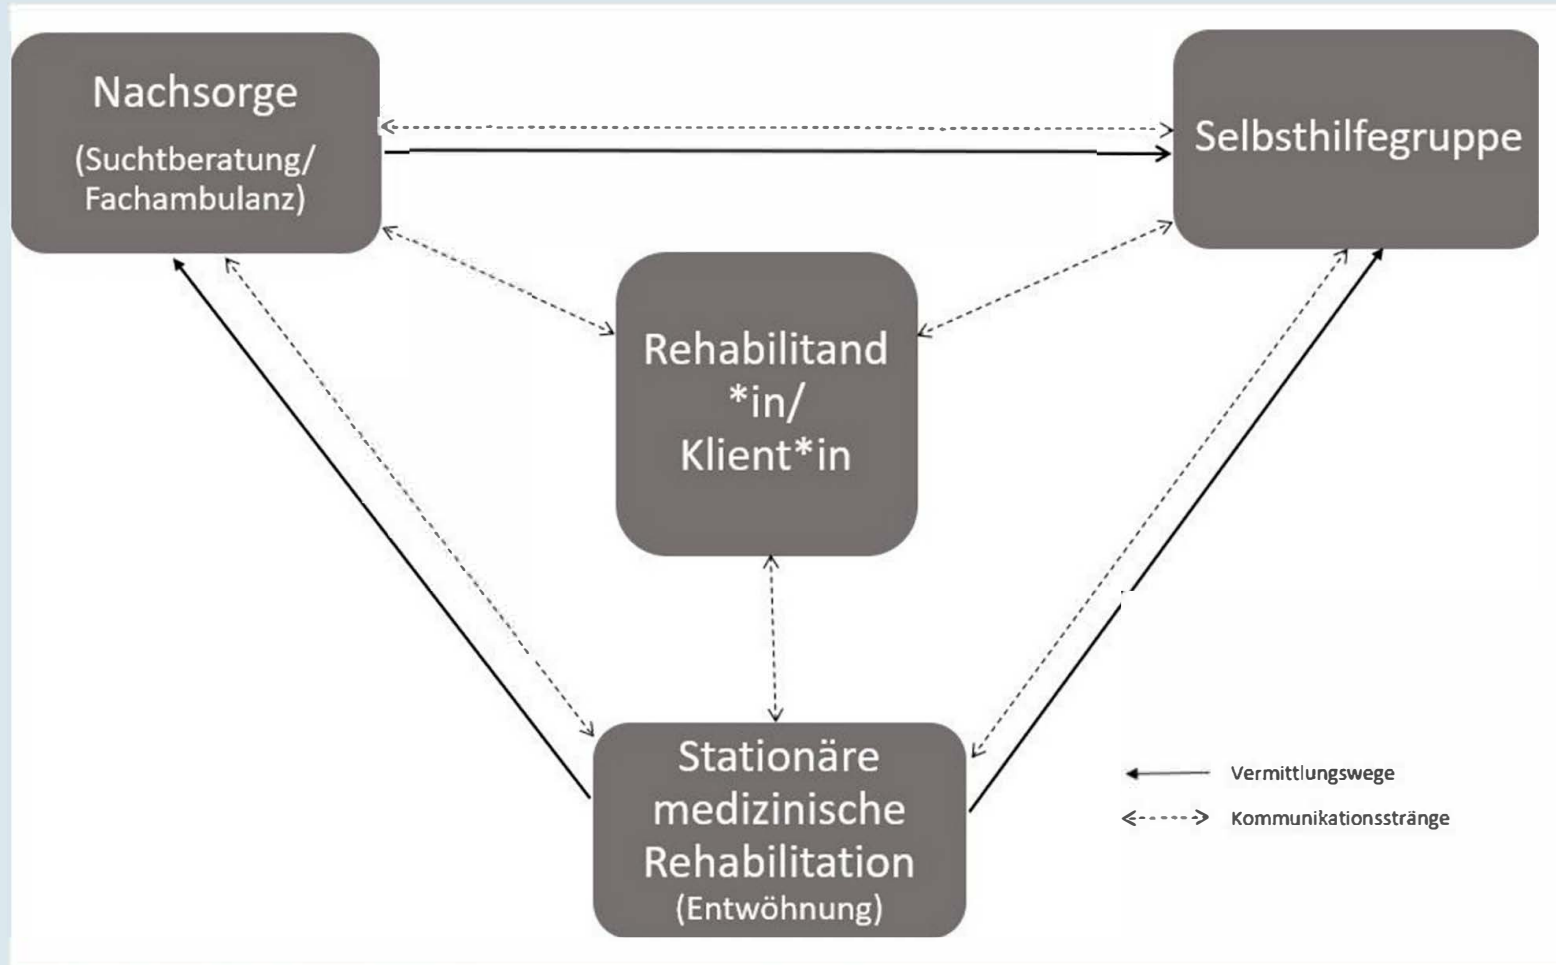 Nachsorge
(Suchtberatung/
Fachambulanz)
Selbsthilfegruppe
Rehabilitand
*in/
Klient*in
Stationäre
medizinische
Rehabilitation
(Entwöhnung)
Vermittlungswege
Kommunikationsstränge